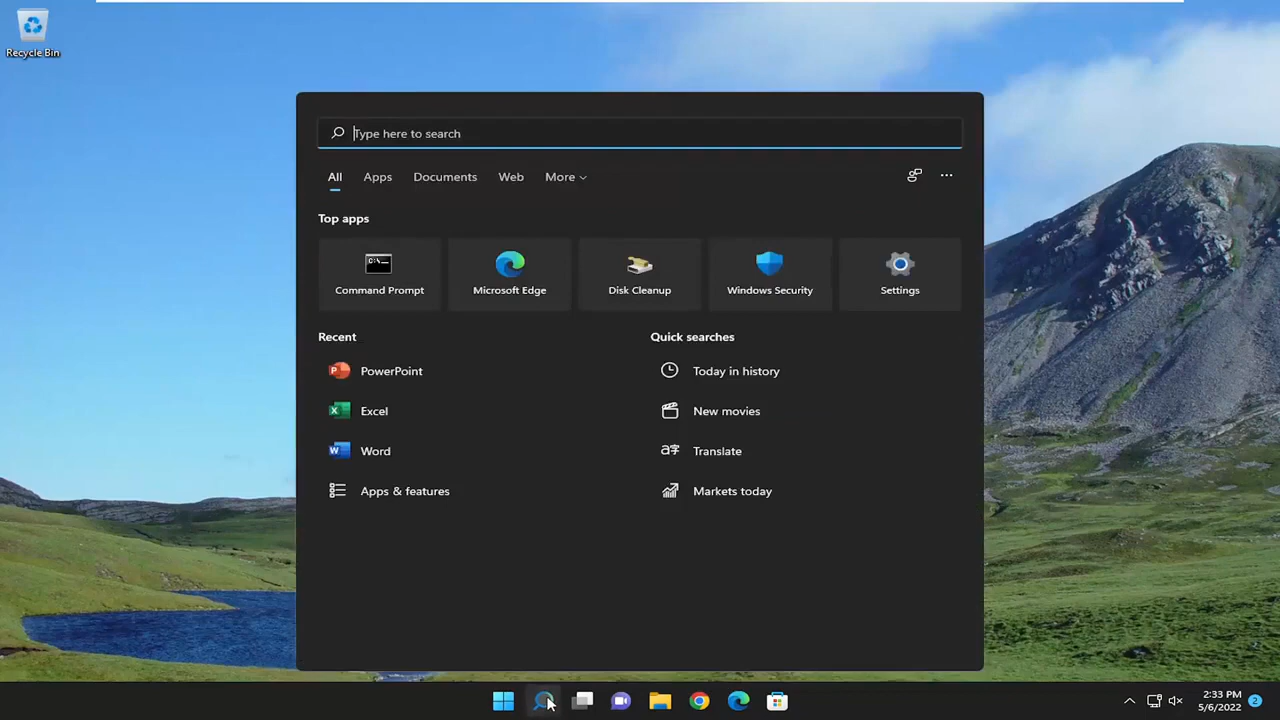 Recycle Bin
Type here to search
All Apps Documents Web More
Top apps
Command Prompt Microsoft Edge Disk Cleanup Windows Security Settings
Recent Quick searches
PowerPoint Today in history
Excel New movies
Word Translate
Apps & features Markets today
2:33 PM
5/6/2022 2